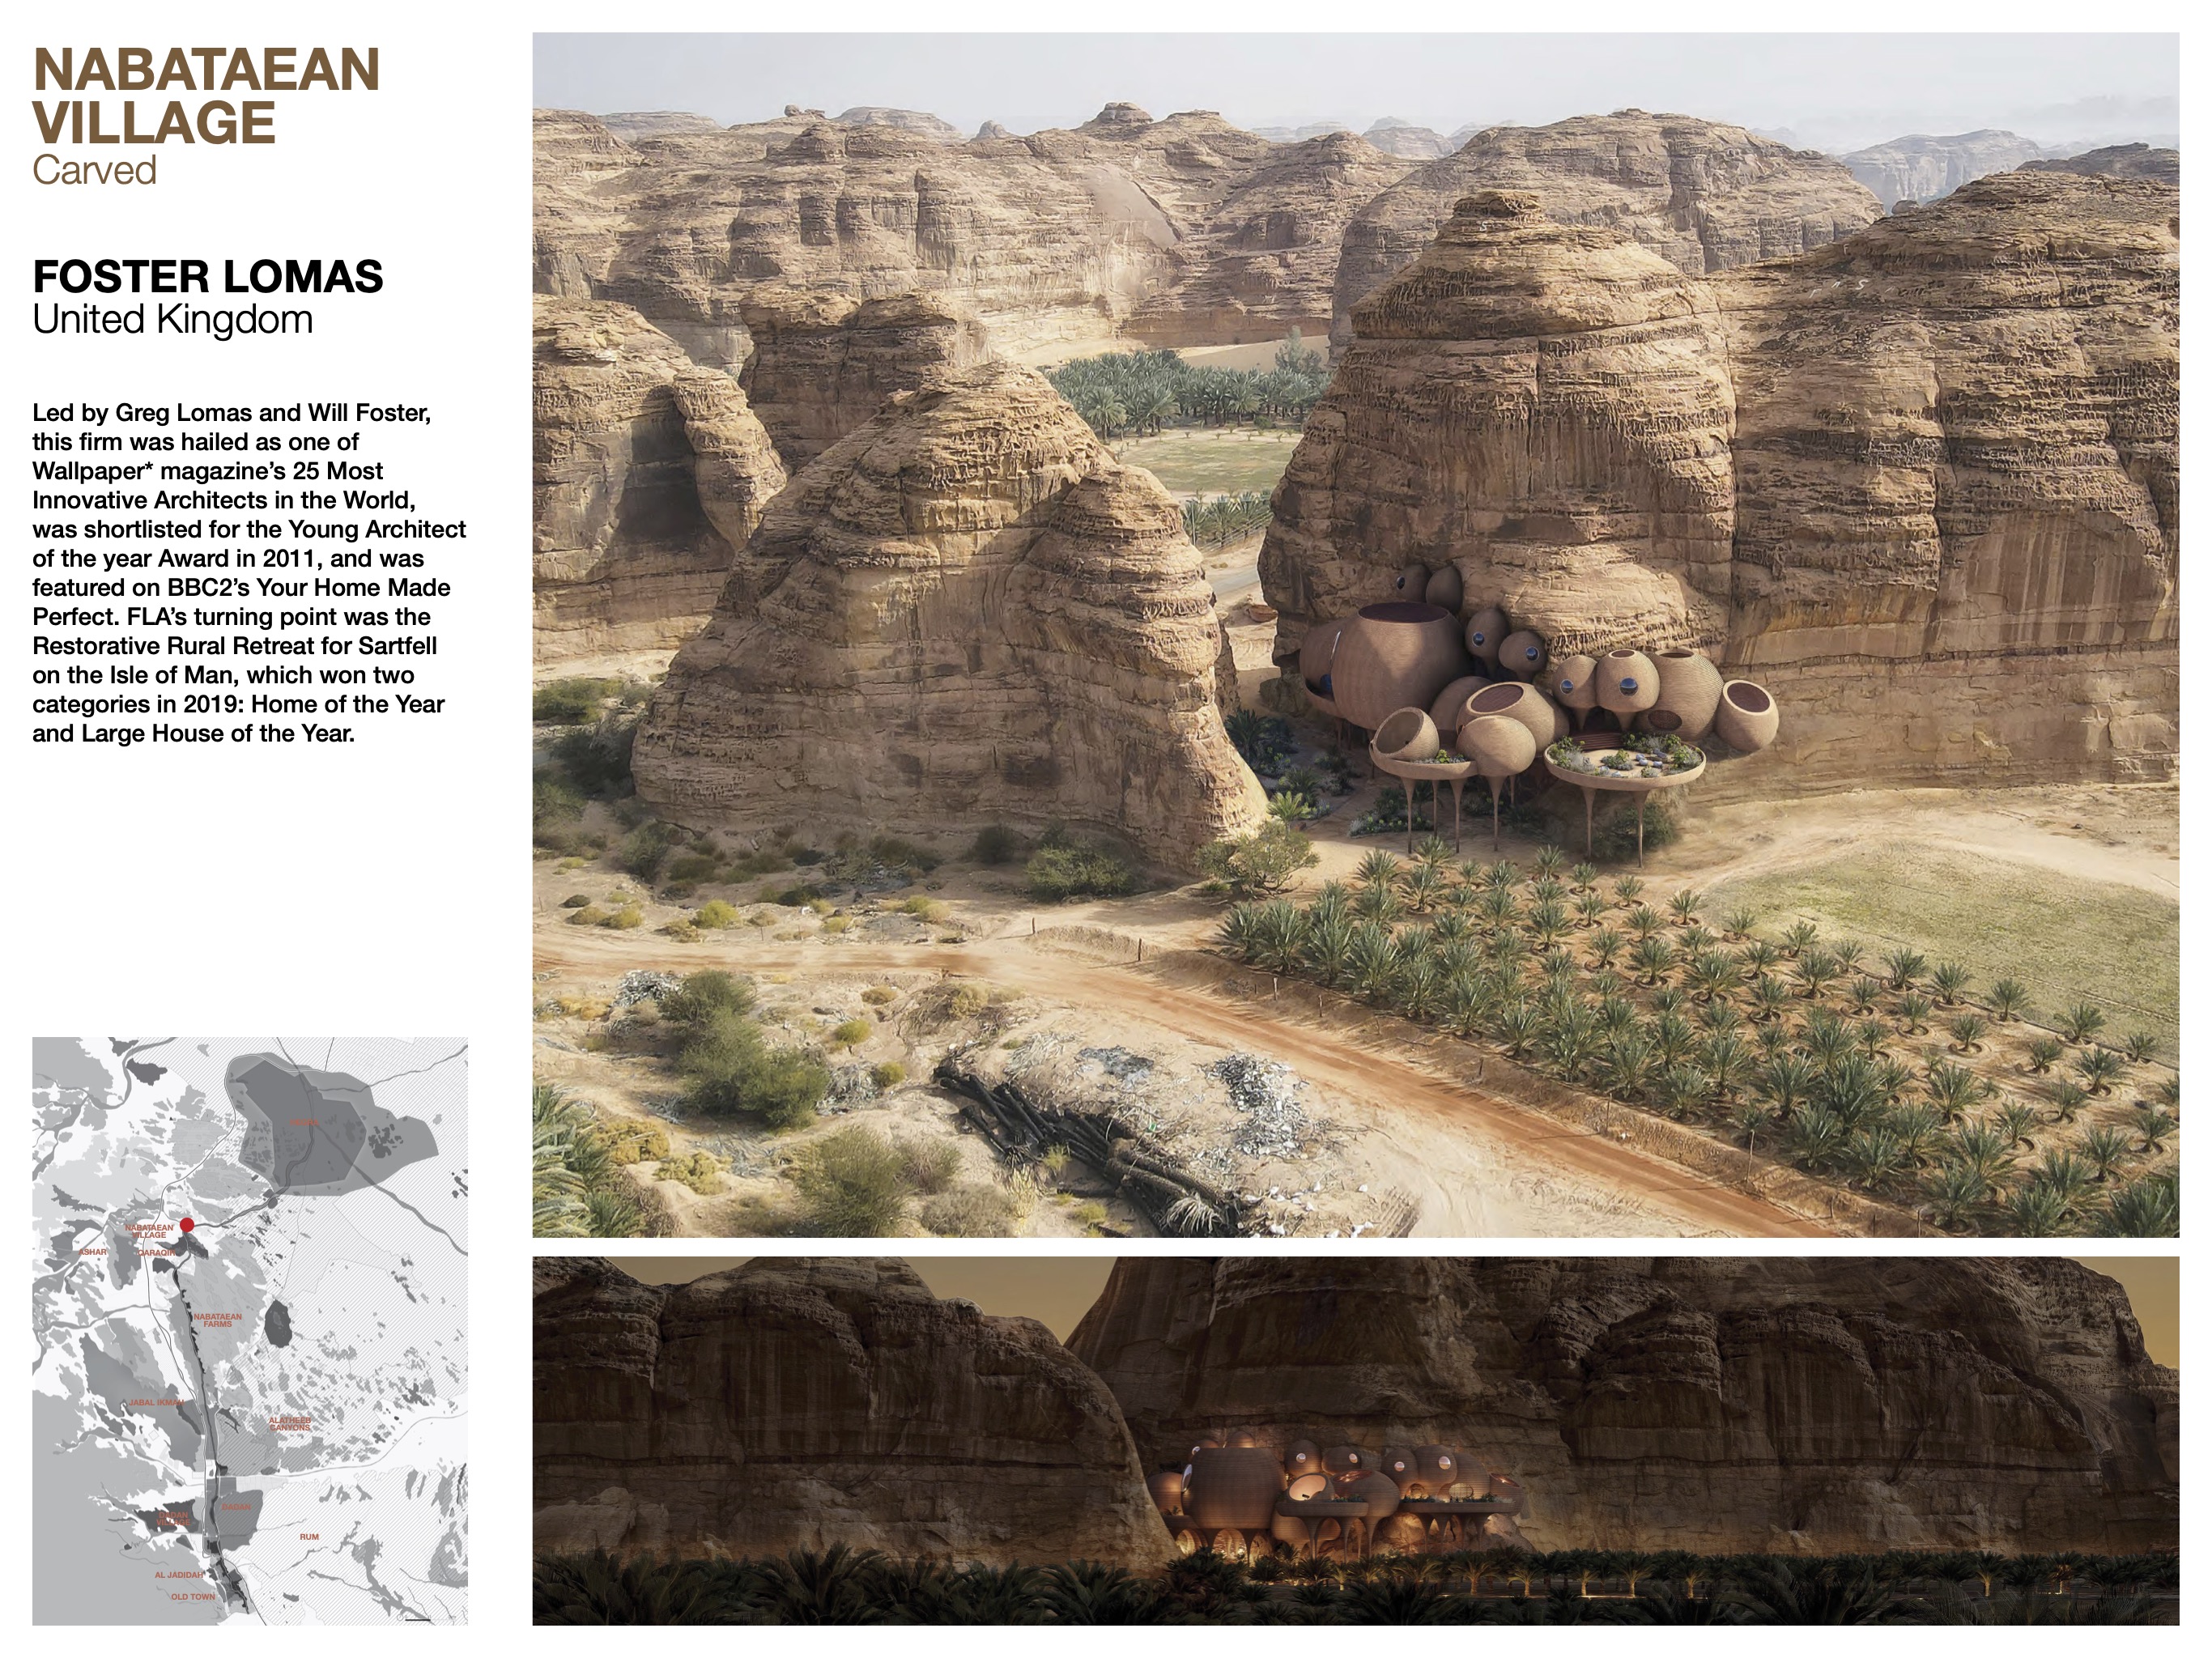 NABATAEAN
VILLAGE
Carved
FOSTER LOMAS
United Kingdom
Led by Greg Lomas and Will Foster,
this firm was hailed as one of
Wallpaper* magazine’s 25 Most
Innovative Architects in the World,
was shortlisted for the Young Architect
of the year Award in 2011, and was
featured on BBC2’s Your Home Made
Perfect. FLA’s turning point was the
Restorative Rural Retreat for Sartfell
on the Isle of Man, which won two
categories in 2019: Home of the Year
and Large House of the Year.
NABATAEAN
VILLAGE
ASHAR
QARAQIR
NABATAEAN
FARMS
JABAL IKMAH
ALATHEEB
CANYONS
DADAN
RUM
AL JADIDAH
OLD TOWN